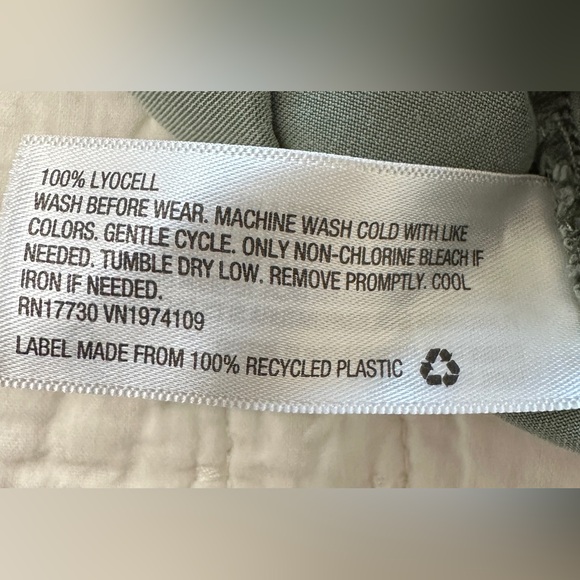 100% LYOCELL
WASH BEFORE WEAR. MACHINE WASH COLD WITH LIKE
COLORS. GENTLE CYCLE. ONLY NON-CHLORINE BLEACH IF
NEEDED. TUMBLE DRY LOW. REMOVE PROMPTLY. COOL
IRON IF NEEDED.
RN17730 VN1974109
LABEL MADE FROM 100% RECYCLED PLASTIC